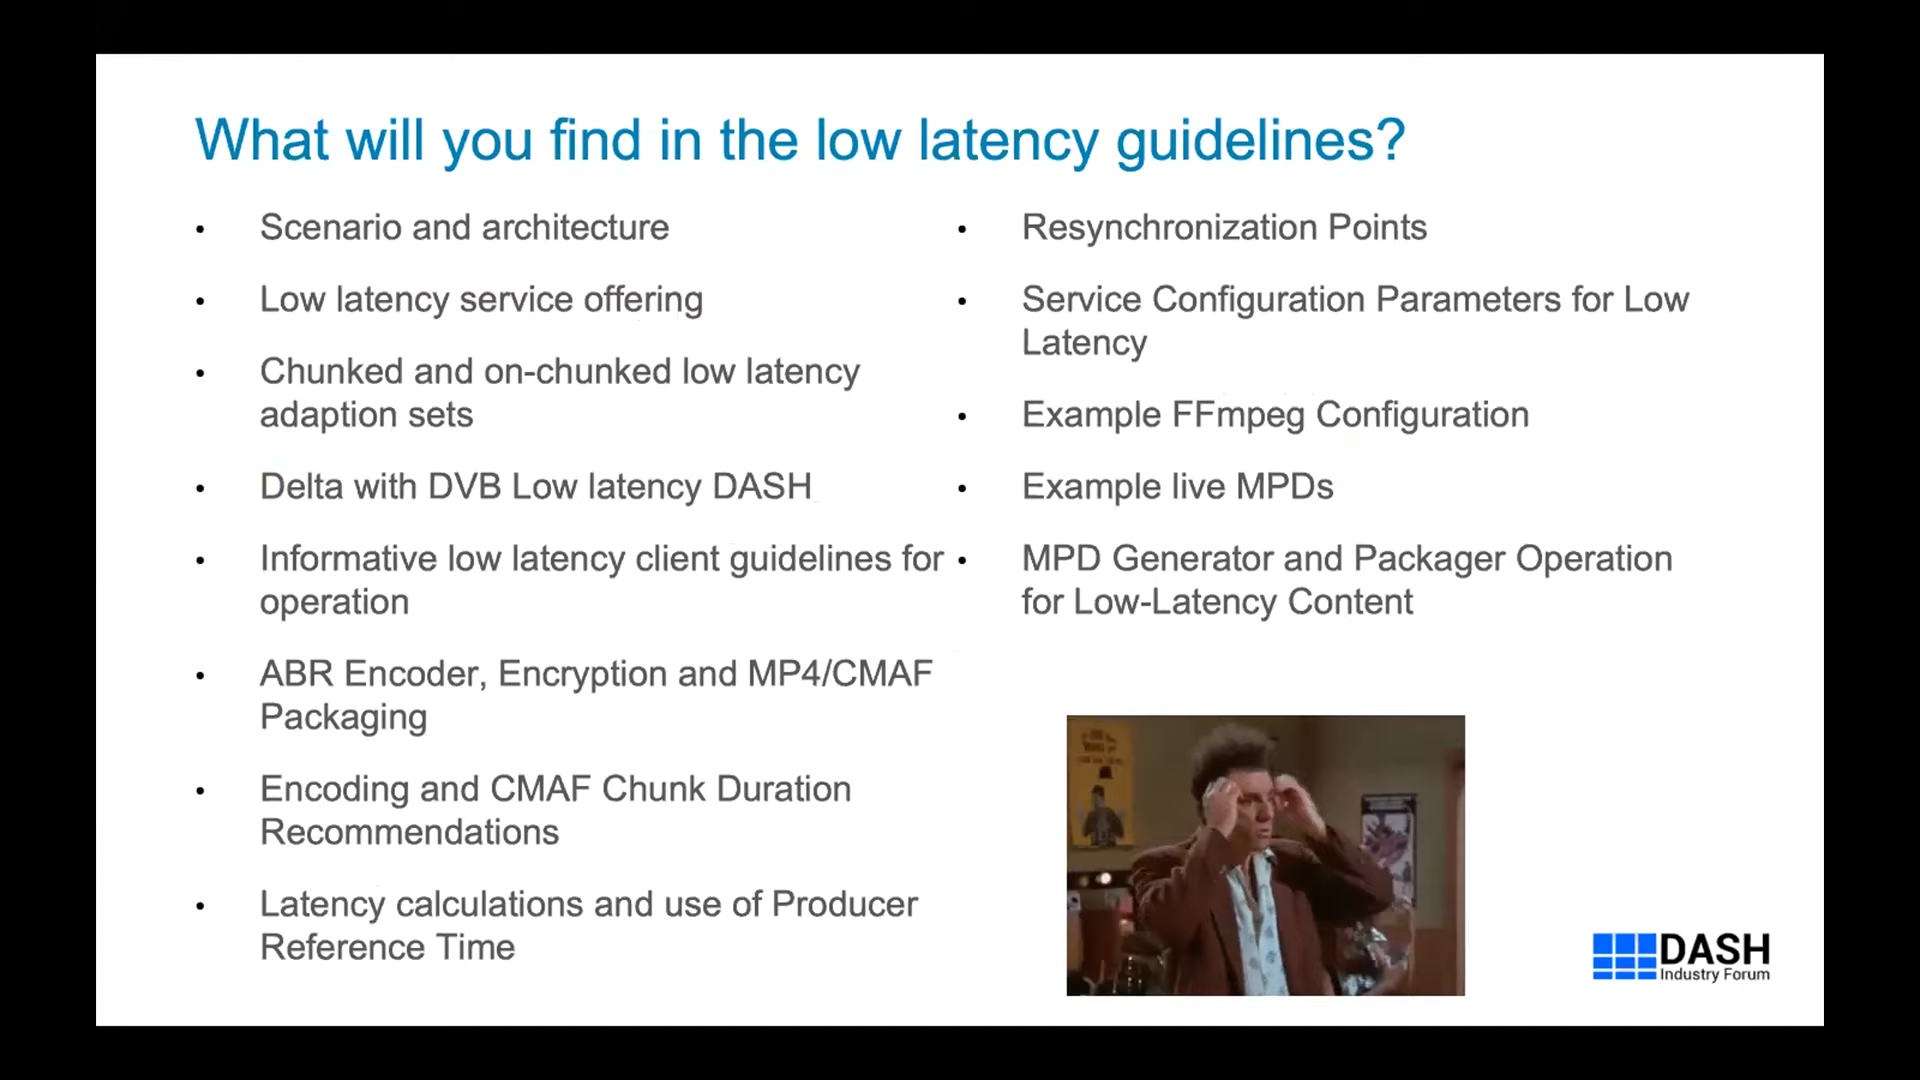 What will you find in the low latency guidelines?
• Scenario and architecture
• Low latency service offering
• Chunked and on-chunked low latency
adaption sets
• Delta with DVB Low latency DASH
• Informative low latency client guidelines for
operation
• ABR Encoder, Encryption and MP4/CMAF
Packaging
• Encoding and CMAF Chunk Duration
Recommendations
• Latency calculations and use of Producer
Reference Time
• Resynchronization Points
• Service Configuration Parameters for Low
Latency
• Example FFmpeg Configuration
• Example live MPDs
• MPD Generator and Packager Operation
for Low-Latency Content
DASH
Industry Forum